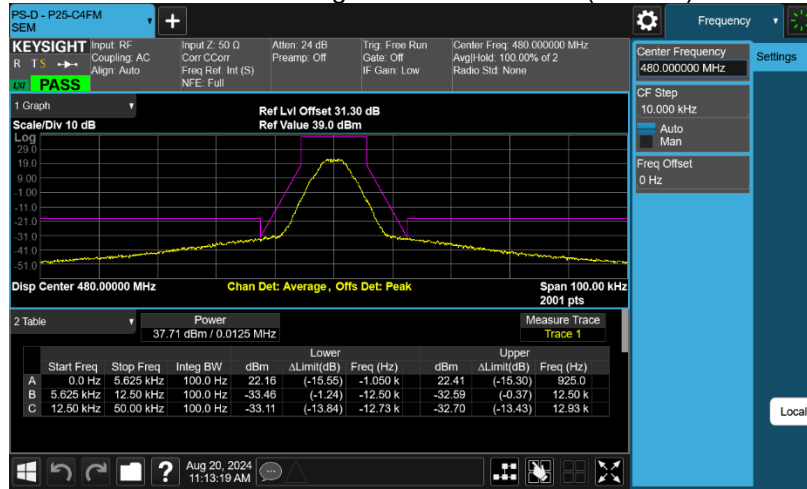 PS-D - P25-C4FM
SEM
Frequency
KEYSIGHT
R T S
LXI
PASS
Input: RF
Coupling: AC
Align: Auto
Input Z: 50 Ω
Corr CCorr
Freq Ref: Int (S)
NFE: Full
Atten: 24 dB
Preamp: Off
Trig: Free Run
Gate: Off
IF Gain: Low
Center Freq: 480.000000 MHz
Avg|Hold: 100.00% of 2
Radio Std: None
Center Frequency
480.000000 MHz
Settings
CF Step
10.000 kHz
Auto
Man
Freq Offset
0 Hz
1 Graph
Scale/Div 10 dB
Ref Lvl Offset 31.30 dB
Ref Value 39.0 dBm
Log
29.0
19.0
9.00
-1.00
-11.0
-21.0
-31.0
-41.0
-51.0
Disp Center 480.00000 MHz
Chan Det: Average, Offs Det: Peak
Span 100.00 kHz
2001 pts
2 Table
Power
37.71 dBm / 0.0125 MHz
Measure Trace
Trace 1
Lower Upper
Start Freq Stop Freq Integ BW dBm ΔLimit(dB) Freq (Hz) dBm ΔLimit(dB) Freq (Hz)
A 0.0 Hz 5.625 kHz 100.0 Hz 22.16 (-15.55) -1.050 k 22.41 (-15.30) 925.0
B 5.625 kHz 12.50 kHz 100.0 Hz -33.46 (-1.24) -12.50 k -32.59 (-0.37) 12.50 k
C 12.50 kHz 50.00 kHz 100.0 Hz -33.11 (-13.84) -12.73 k -32.70 (-13.43) 12.93 k
Local
?
Aug 20, 2024
11:13:19 AM